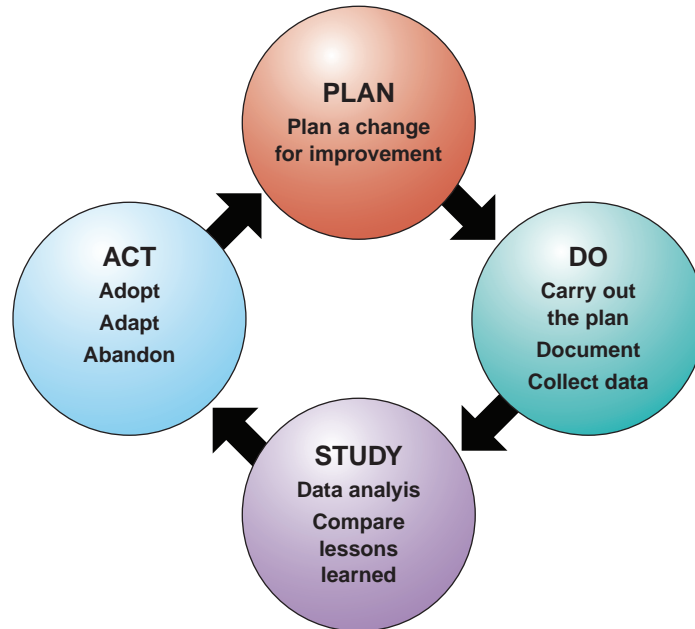 PLAN
Plan a change
for improvement
DO
Carry out
the plan
Document
Collect data
STUDY
Data analyis
Compare
lessons
learned
ACT
Adopt
Adapt
Abandon